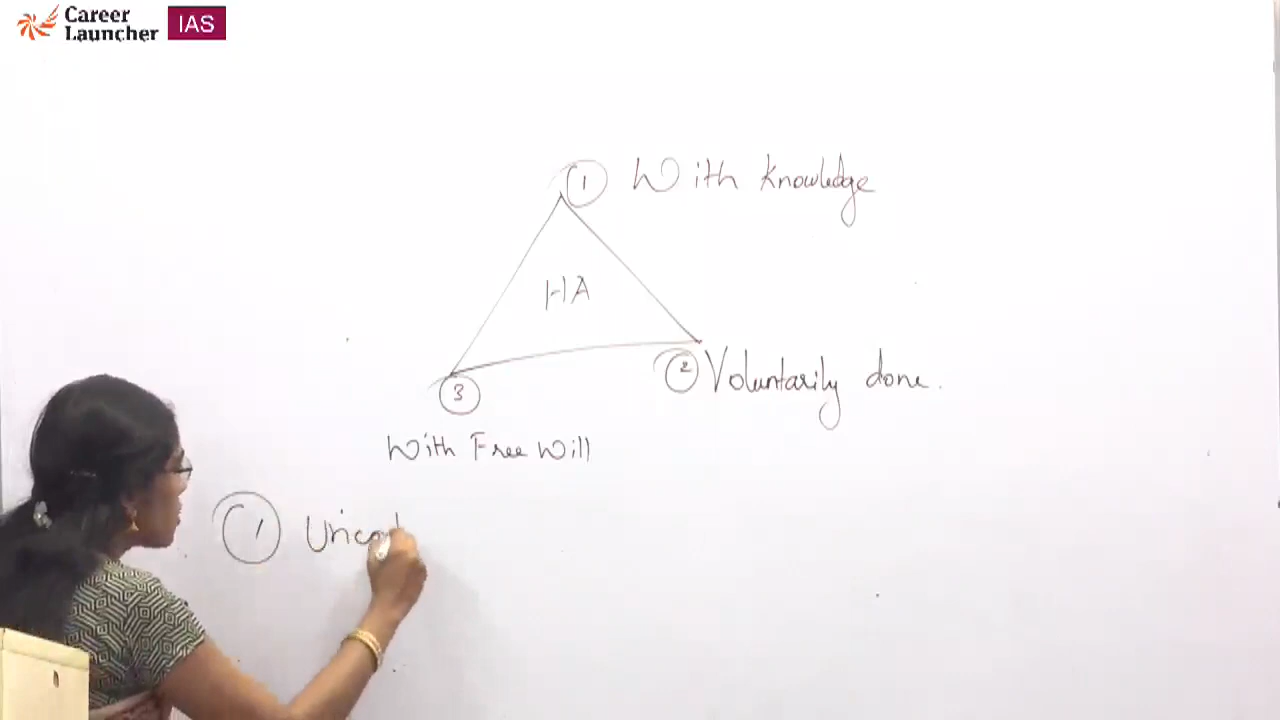 Career
Launcher
IAS
① With Knowledge
HA
② Voluntarily done.
③
With Free Will
①